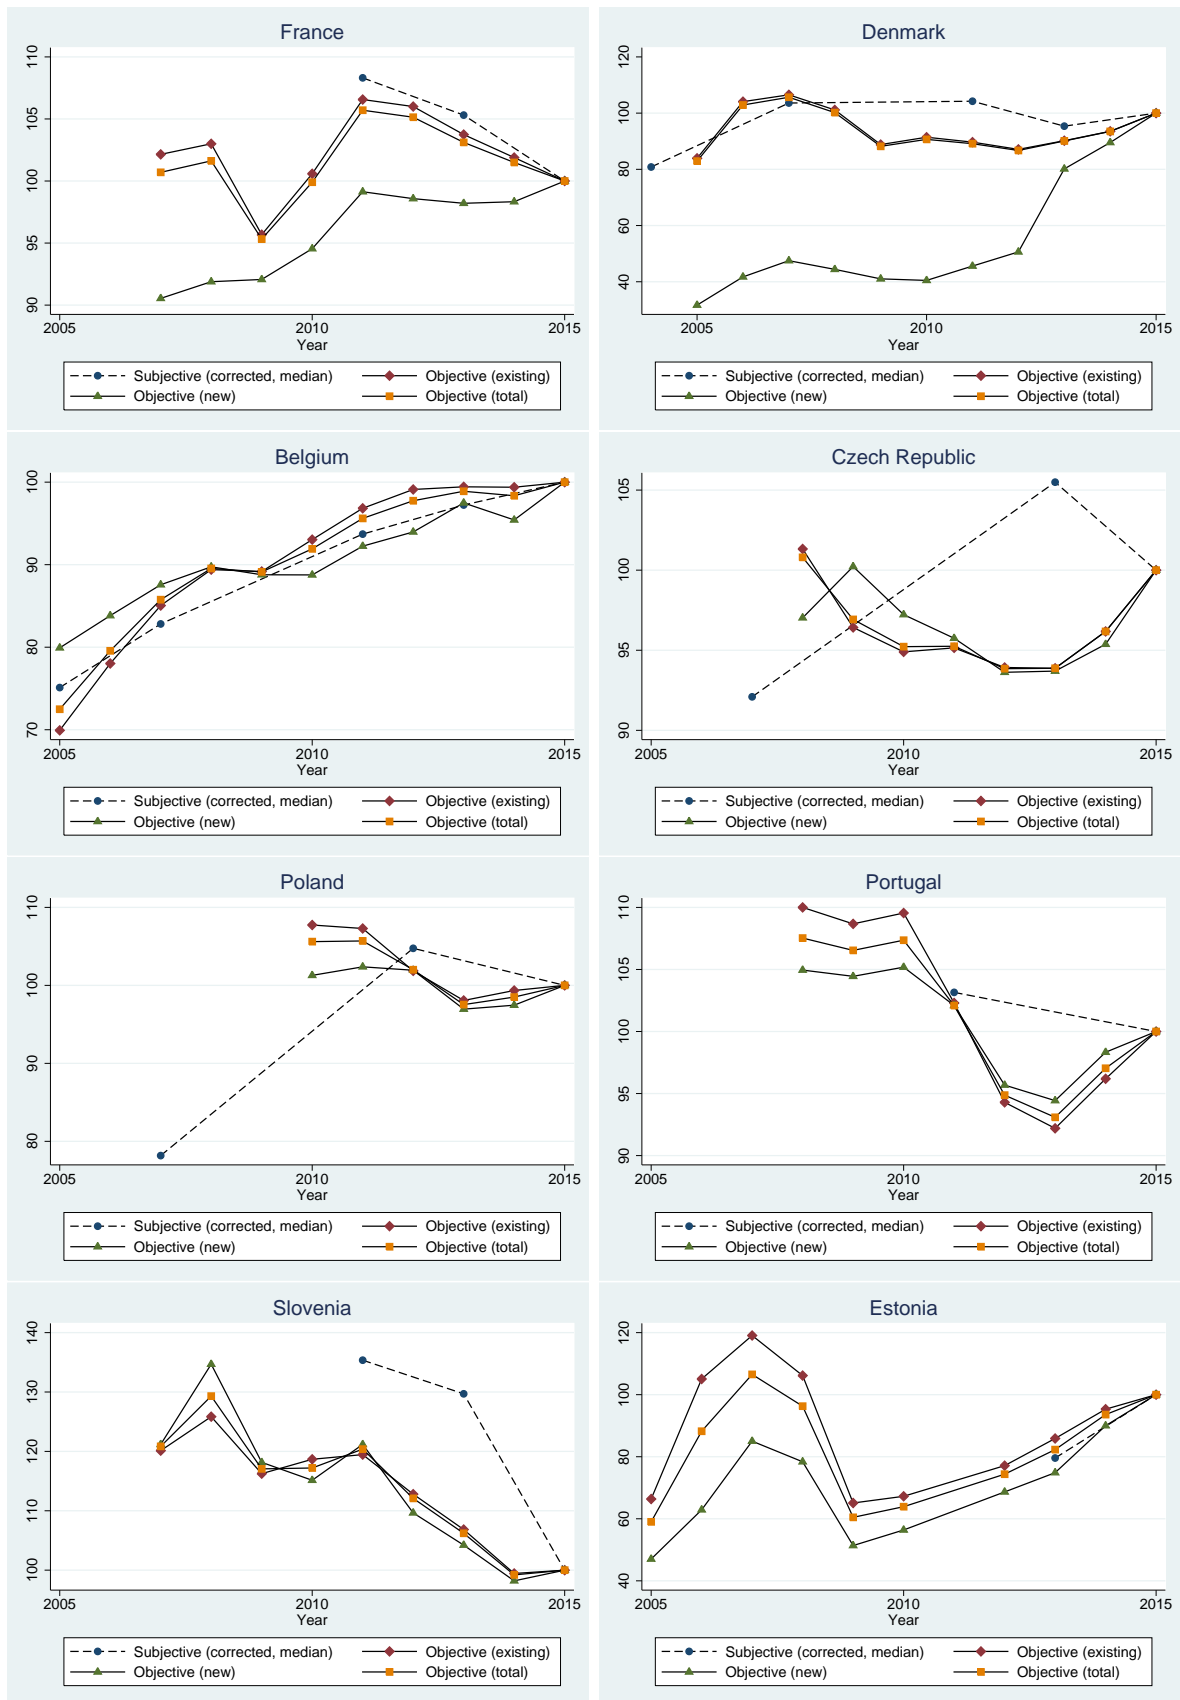 France
110
105
100
95
90
2005 2010 2015
Year
Subjective (corrected, median) Objective (existing)
Objective (new) Objective (total)
Denmark
120
100
80
60
40
2005 2010 2015
Year
Subjective (corrected, median) Objective (existing)
Objective (new) Objective (total)
Belgium
100
90
80
70
2005 2010 2015
Year
Subjective (corrected, median) Objective (existing)
Objective (new) Objective (total)
Czech Republic
105
100
95
90
2005 2010 2015
Year
Subjective (corrected, median) Objective (existing)
Objective (new) Objective (total)
Poland
110
100
90
80
2005 2010 2015
Year
Subjective (corrected, median) Objective (existing)
Objective (new) Objective (total)
Portugal
110
105
100
95
90
2005 2010 2015
Year
Subjective (corrected, median) Objective (existing)
Objective (new) Objective (total)
Slovenia
140
130
120
110
100
2005 2010 2015
Year
Subjective (corrected, median) Objective (existing)
Objective (new) Objective (total)
Estonia
120
100
80
60
40
2005 2010 2015
Year
Subjective (corrected, median) Objective (existing)
Objective (new) Objective (total)